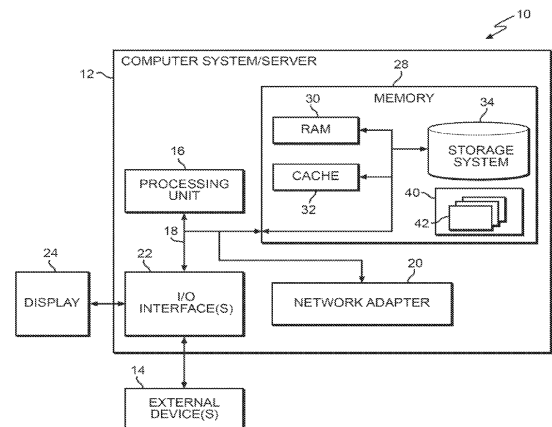 10
12
COMPUTER SYSTEM/SERVER
28
MEMORY
30
RAM
34
STORAGE
SYSTEM
CACHE
32
40
42
16
PROCESSING
UNIT
18
24
DISPLAY
22
I/O
INTERFACE(S)
20
NETWORK ADAPTER
14
EXTERNAL
DEVICE(S)